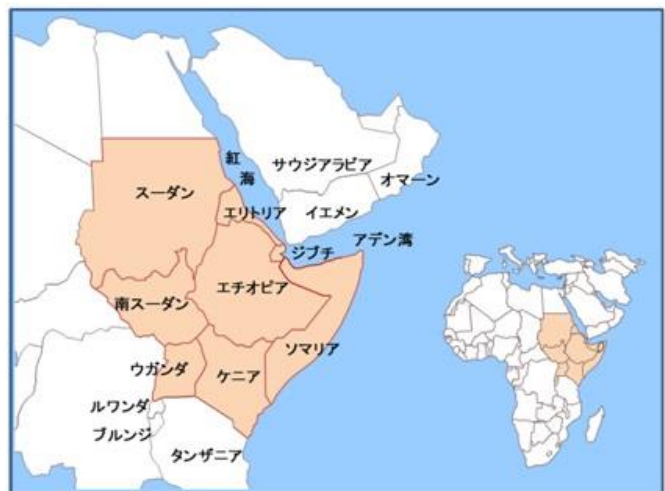 サウジアラビア
オマーン
イエメン
紅
海
アデン湾
スーダン
エリトリア
ジブチ
エチオピア
南スーダン
ソマリア
ウガンダ
ケニア
ルワンダ
ブルンジ
タンザニア